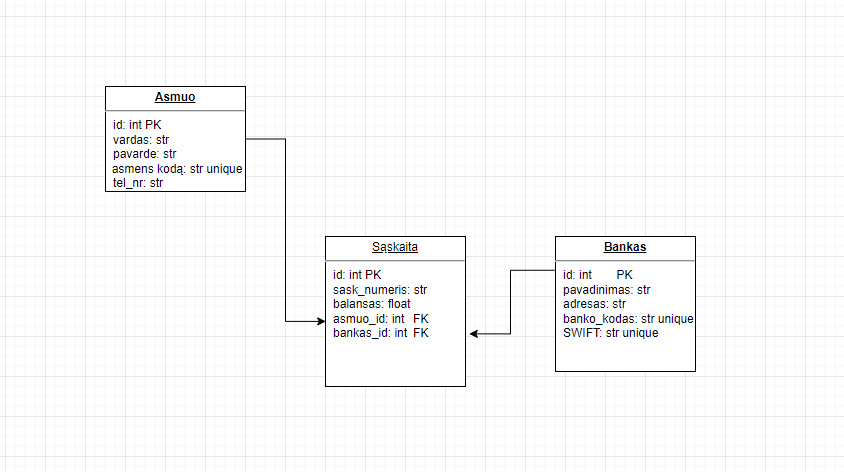 Asmuo
id: int PK
vardas: str
pavarde: str
asmens kodą: str unique
tel_nr: str
Sąskaita
id: int PK
sask_numeris: str
balansas: float
asmuo_id: int FK
bankas_id: int FK
Bankas
id: int PK
pavadinimas: str
adresas: str
banko_kodas: str unique
SWIFT: str unique